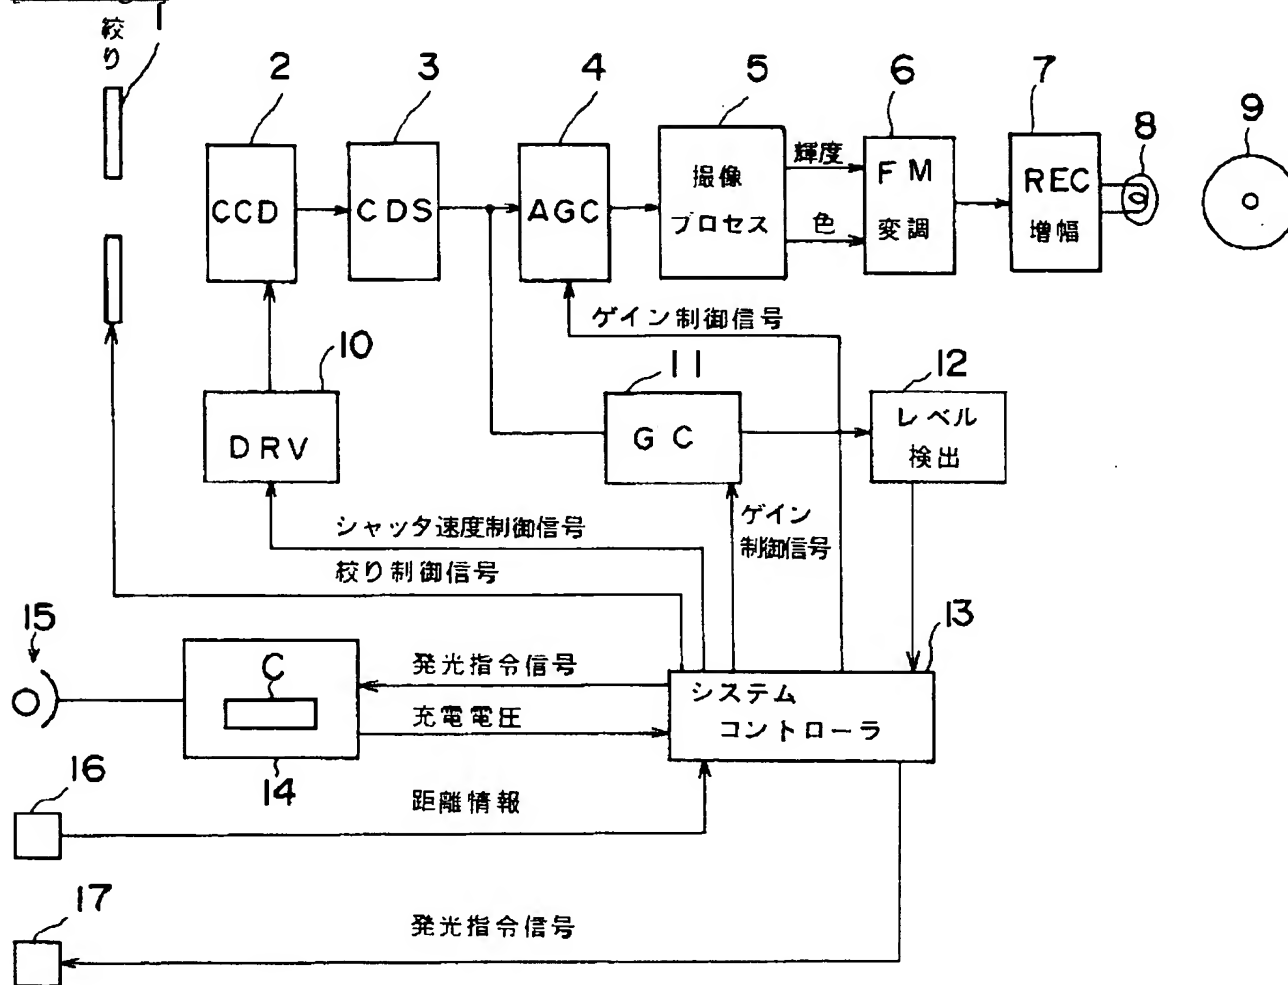 絞り
1
2
3
4
5
6
7
8
9
CCD
CDS
AGC
撮像
プロセス
輝度
色
FM
変調
REC
増幅
ゲイン制御信号
10
11
12
DRV
GC
レベル
検出
シャッタ速度制御信号
ゲイン
制御信号
絞り制御信号
13
15
C
発光指令信号
システム
コントローラ
充電電圧
14
16
距離情報
17
発光指令信号